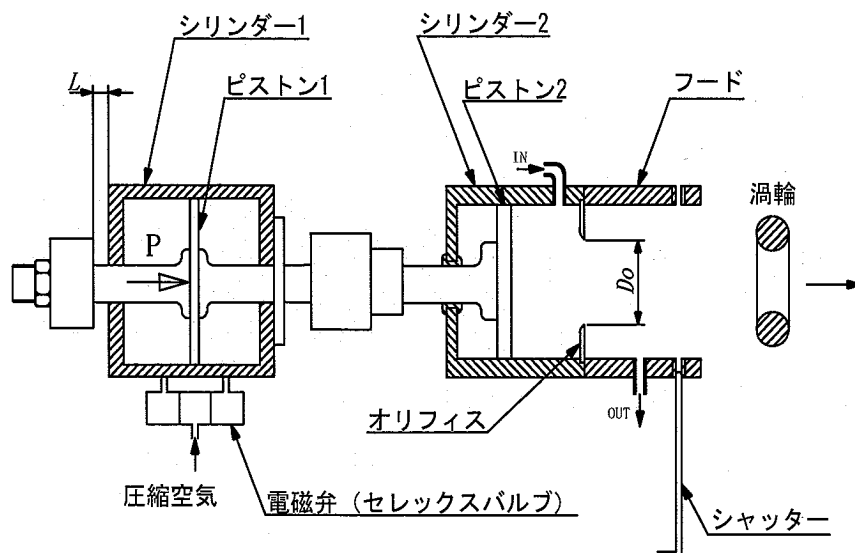 シリンダー1
シリンダー2
L
ピストン1
ピストン2
フード
IN
渦輪
P
Do
オリフィス
OUT
圧縮空気
電磁弁（セレックスバルブ）
シャッター